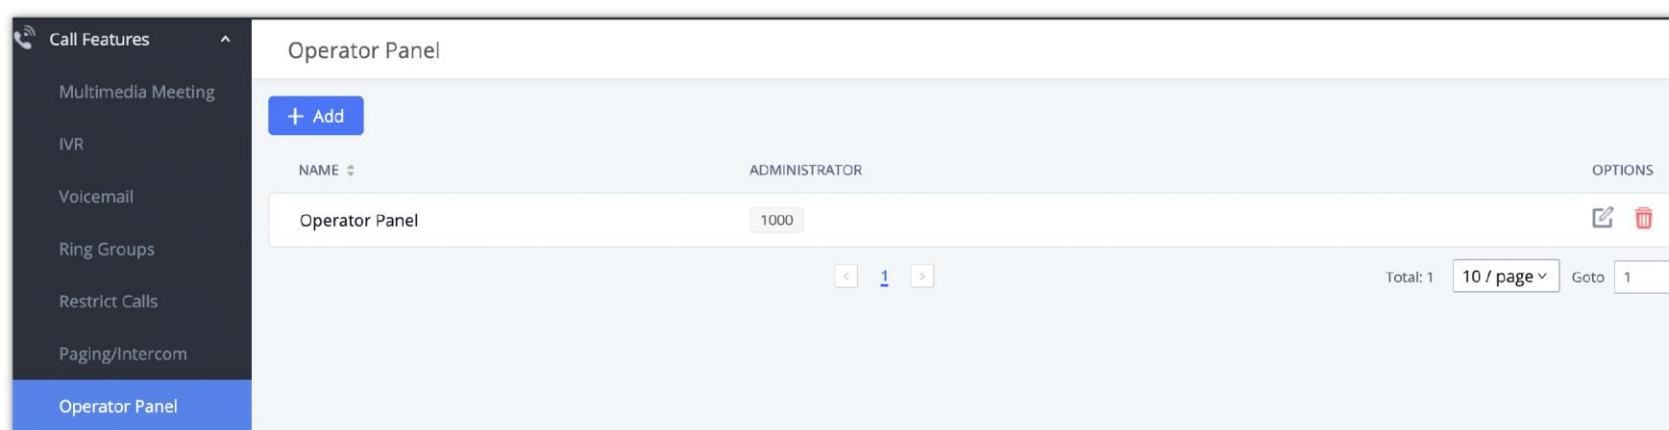 Call Features
Multimedia Meeting
IVR
Voicemail
Ring Groups
Restrict Calls
Paging/Intercom
Operator Panel
Operator Panel
+ Add
NAME ADMINISTRATOR OPTIONS
Operator Panel 1000
< 1 > Total: 1 10 / page Goto 1